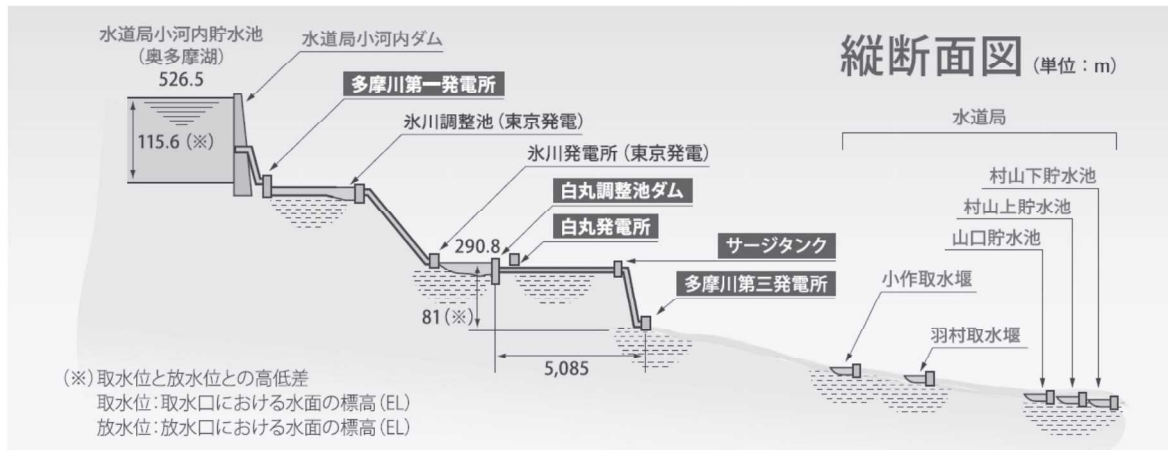 水道局小河内貯水池
(奥多摩湖)
526.5
水道局小河内ダム
縦断面図 (単位：m)
多摩川第一発電所
115.6 (※)
氷川調整池 (東京発電)
水道局
氷川発電所 (東京発電)
白丸調整池ダム
白丸発電所
290.8
81 (※)
サージタンク
多摩川第三発電所
5,085
村山下貯水池
村山上貯水池
山口貯水池
小作取水堰
羽村取水堰
(※) 取水位と放水位との高低差
取水位：取水口における水面の標高(EL)
放水位：放水口における水面の標高(EL)